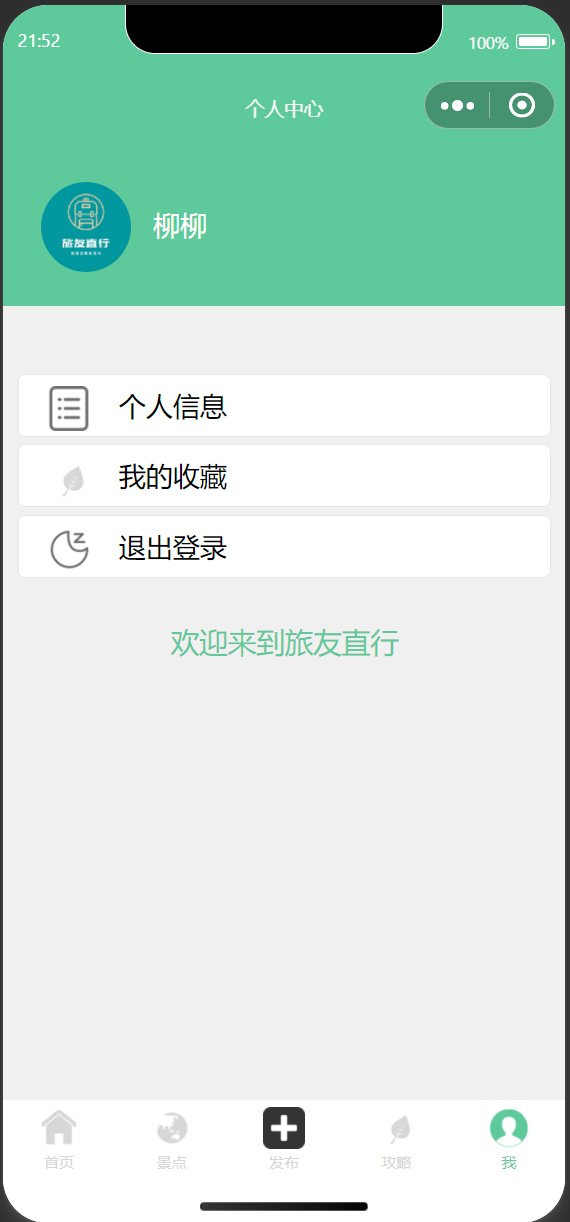 21:52
100%
个人中心
旅友直行
柳柳
个人信息
我的收藏
退出登录
欢迎来到旅友直行
首页
景点
发布
攻略
我